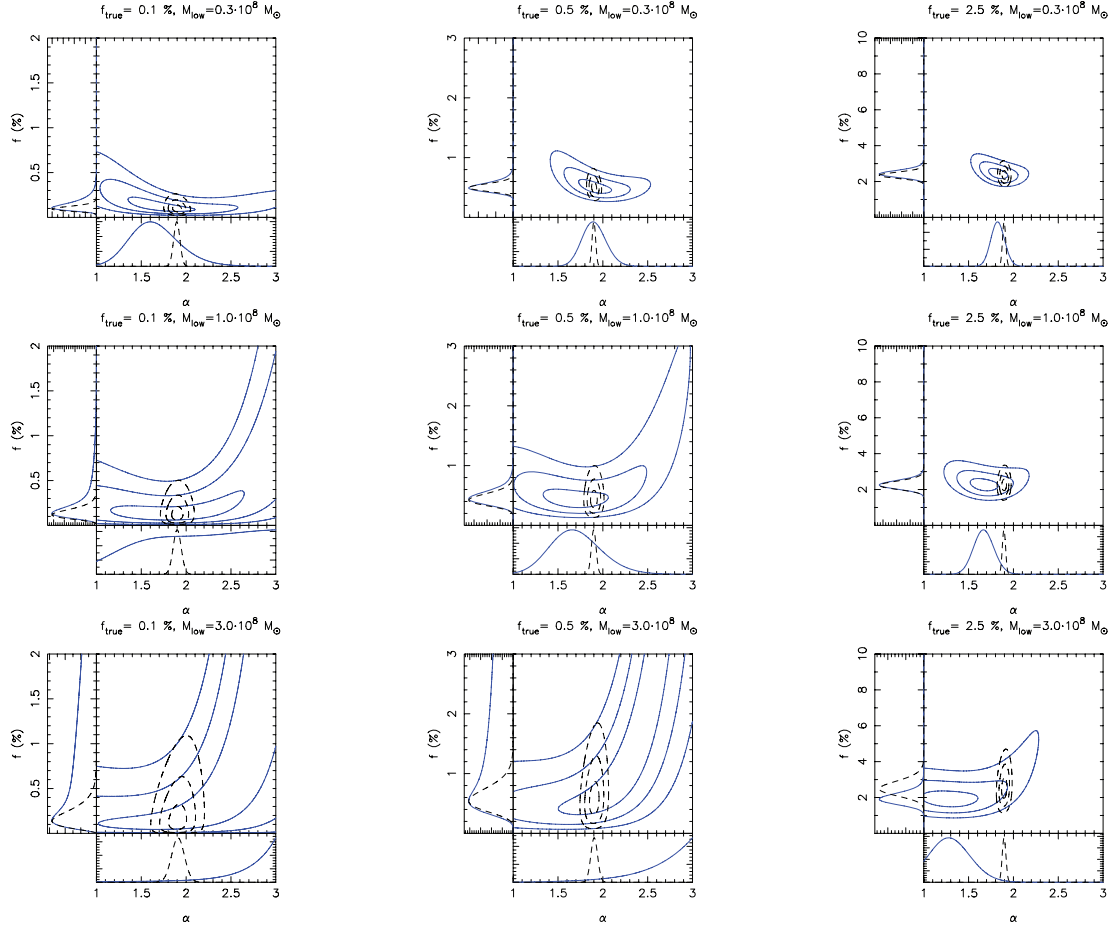 f_true= 0.1 %, M_low=0.3·10^8 M_⊙
f_true= 0.5 %, M_low=0.3·10^8 M_⊙
f_true= 2.5 %, M_low=0.3·10^8 M_⊙
2
1.5
1
0.5
f (%)
1 1.5 2 2.5 3
α
3
2
1
f (%)
1 1.5 2 2.5 3
α
10
8
6
4
2
f (%)
1 1.5 2 2.5 3
α
f_true= 0.1 %, M_low=1.0·10^8 M_⊙
f_true= 0.5 %, M_low=1.0·10^8 M_⊙
f_true= 2.5 %, M_low=1.0·10^8 M_⊙
2
1.5
1
0.5
f (%)
1 1.5 2 2.5 3
α
3
2
1
f (%)
1 1.5 2 2.5 3
α
10
8
6
4
2
f (%)
1 1.5 2 2.5 3
α
f_true= 0.1 %, M_low=3.0·10^8 M_⊙
f_true= 0.5 %, M_low=3.0·10^8 M_⊙
f_true= 2.5 %, M_low=3.0·10^8 M_⊙
2
1.5
1
0.5
f (%)
1 1.5 2 2.5 3
α
3
2
1
f (%)
1 1.5 2 2.5 3
α
10
8
6
4
2
f (%)
1 1.5 2 2.5 3
α